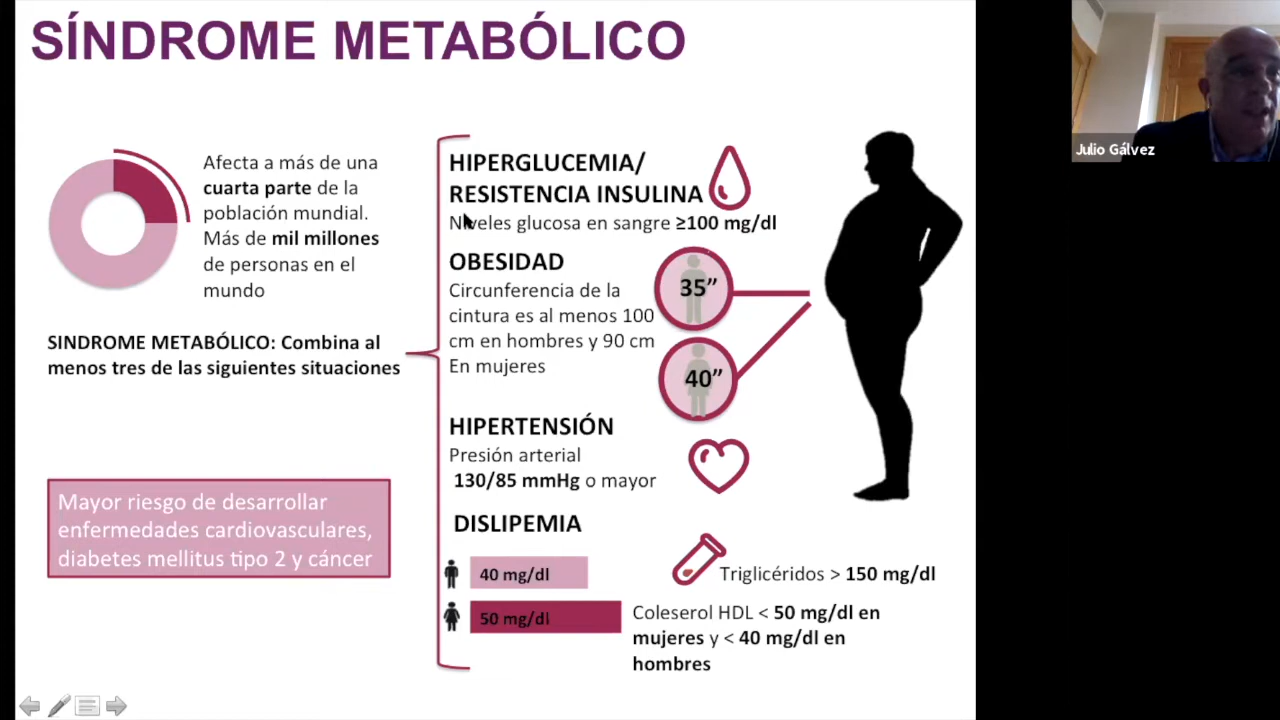 SÍNDROME METABÓLICO
Afecta a más de una
cuarta parte de la
población mundial.
Más de mil millones
de personas en el
mundo
SINDROME METABÓLICO: Combina al
menos tres de las siguientes situaciones
Mayor riesgo de desarrollar
enfermedades cardiovasculares,
diabetes mellitus tipo 2 y cáncer
HIPERGLUCEMIA/
RESISTENCIA INSULINA
Niveles glucosa en sangre ≥100 mg/dl
OBESIDAD
Circunferencia de la
cintura es al menos 100
cm en hombres y 90 cm
En mujeres
35”
40”
HIPERTENSIÓN
Presión arterial
130/85 mmHg o mayor
DISLIPEMIA
40 mg/dl
50 mg/dl
Triglicéridos > 150 mg/dl
Coleserol HDL < 50 mg/dl en
mujeres y < 40 mg/dl en
hombres
Julio Gálvez